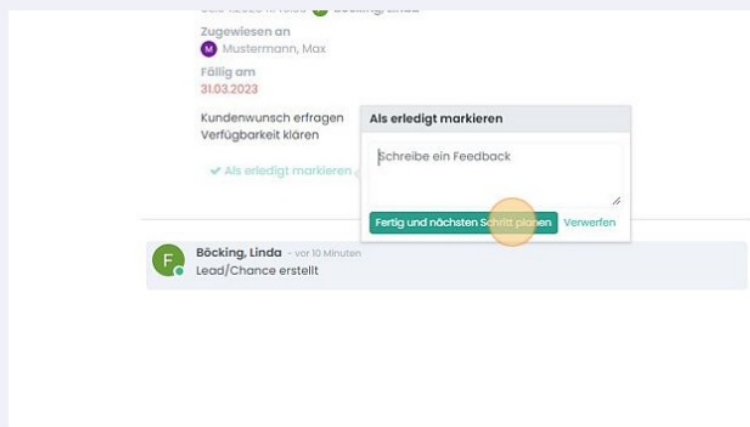 Zugewiesen an
M Mustermann, Max
Fällig am
31.03.2023
Kundenwunsch erfragen
Verfügbarkeit klären
Als erledigt markieren
Als erledigt markieren
Schreibe ein Feedback
Fertig und nächsten Schritt planen Verwerfen
F Böcking, Linda - vor 10 Minuten
Lead/Chance erstellt